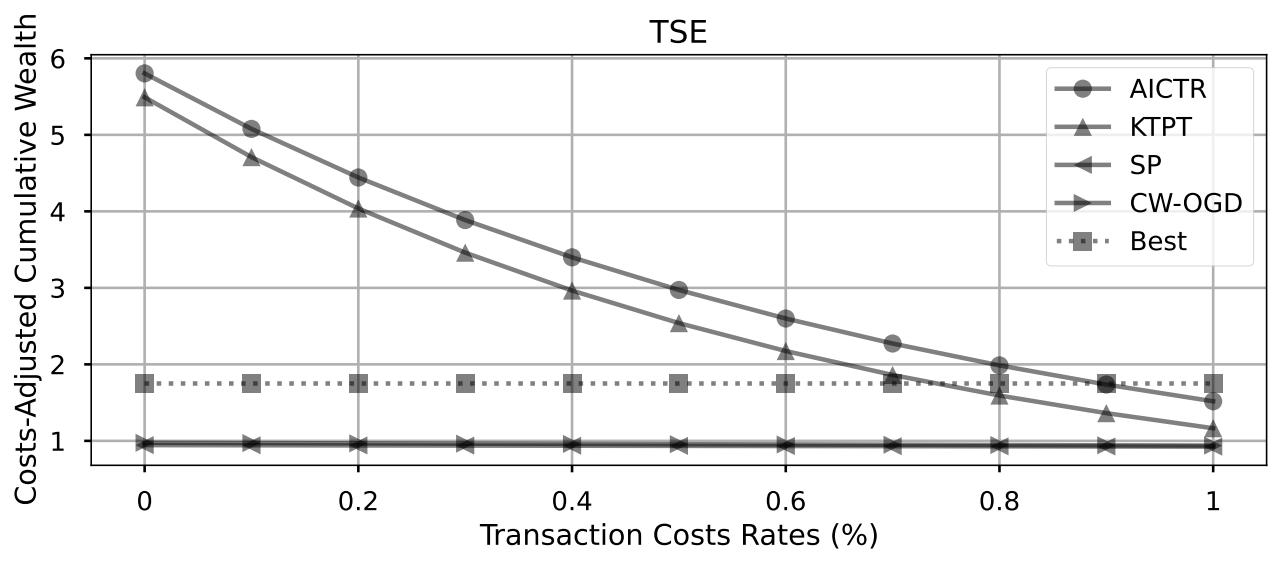 TSE
Costs-Adjusted Cumulative Wealth
6
5
4
3
2
1
0 0.2 0.4 0.6 0.8 1
Transaction Costs Rates (%)
AICTR
KTPT
SP
CW-OGD
Best